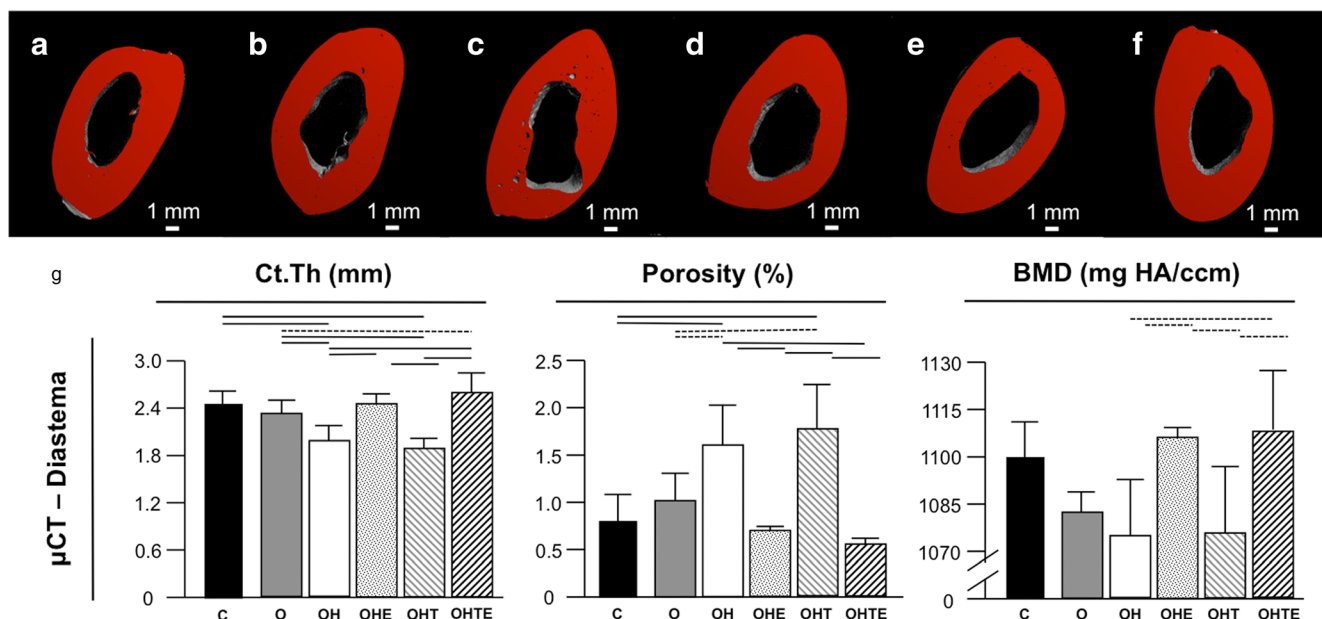 a b c d e f
1 mm 1 mm 1 mm 1 mm 1 mm 1 mm
g
Ct.Th (mm) Porosity (%) BMD (mg HA/ccm)
µCT – Diastema
3.0
2.4
1.8
1.2
0.6
0
C O OH OHE OHT OHTE
2.5
2.0
1.5
1.0
0.5
0
C O OH OHE OHT OHTE
1130
1115
1100
1085
1070
0
C O OH OHE OHT OHTE